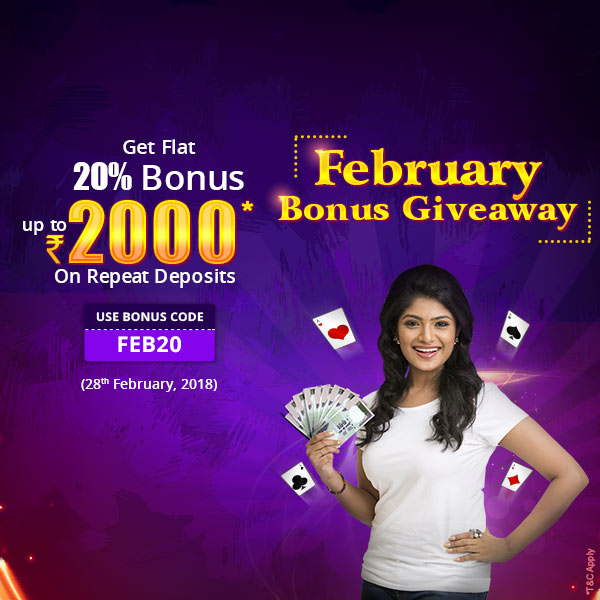 Get Flat
20% Bonus
up to
₹2000*
On Repeat Deposits
USE BONUS CODE
FEB20
(28th February, 2018)
February
Bonus Giveaway
*T&C Apply